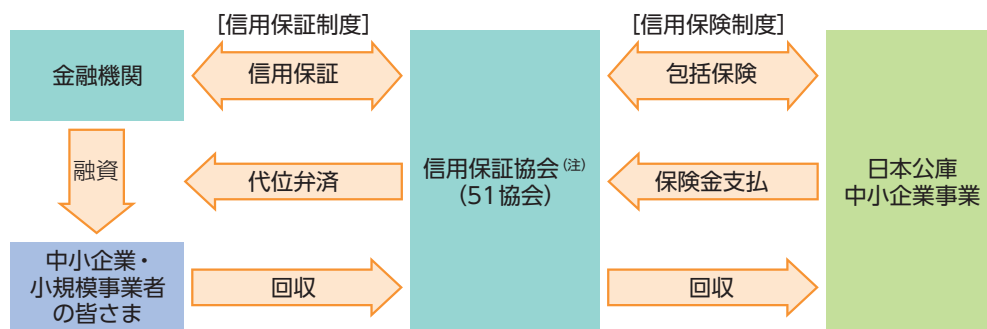 [信用保証制度]
[信用保険制度]
金融機関
信用保証
包括保険
融資
代位弁済
信用保証協会(注)
(51協会)
保険金支払
日本公庫
中小企業事業
中小企業・
小規模事業者
の皆さま
回収
回収